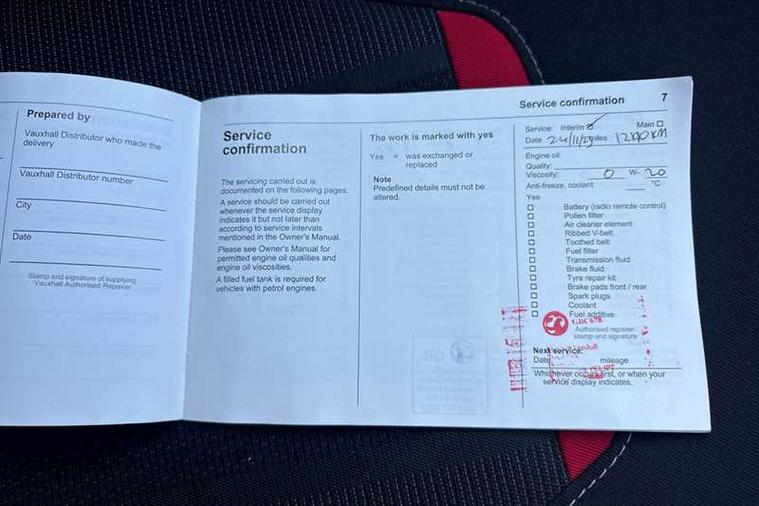 Prepared by
Vauxhall Distributor who made the
delivery
Vauxhall Distributor number
City
Date
Stamp and signature of supplying
Vauxhall Authorised Repairer
Service
confirmation
The servicing carried out is
documented on the following pages.
A service should be carried out
whenever the service display
indicates it but not later than
according to service intervals
mentioned in the Owner's Manual.
Please see Owner's Manual for
permitted engine oil qualities and
engine oil viscosities.
A filled fuel tank is required for
vehicles with petrol engines.
The work is marked with yes
Yes = was exchanged or
replaced
Note
Predefined details must not be
altered.
Service confirmation 7
Service: Interim Main
Date 24/11/23 miles
Engine oil:
Quality:
Viscosity: 0 W- 20
Anti-freeze, coolant °C
Yes
Battery (radio remote control)
Pollen filter
Air cleaner element
Ribbed V-belt
Toothed belt
Fuel filter
Transmission fluid
Brake fluid
Tyre repair kit
Brake pads front / rear
Spark plugs
Coolant
Fuel additive
Authorised repairer
stamp and signature
Next service:
Date mileage
Whichever occurs first, or when your
service display indicates.